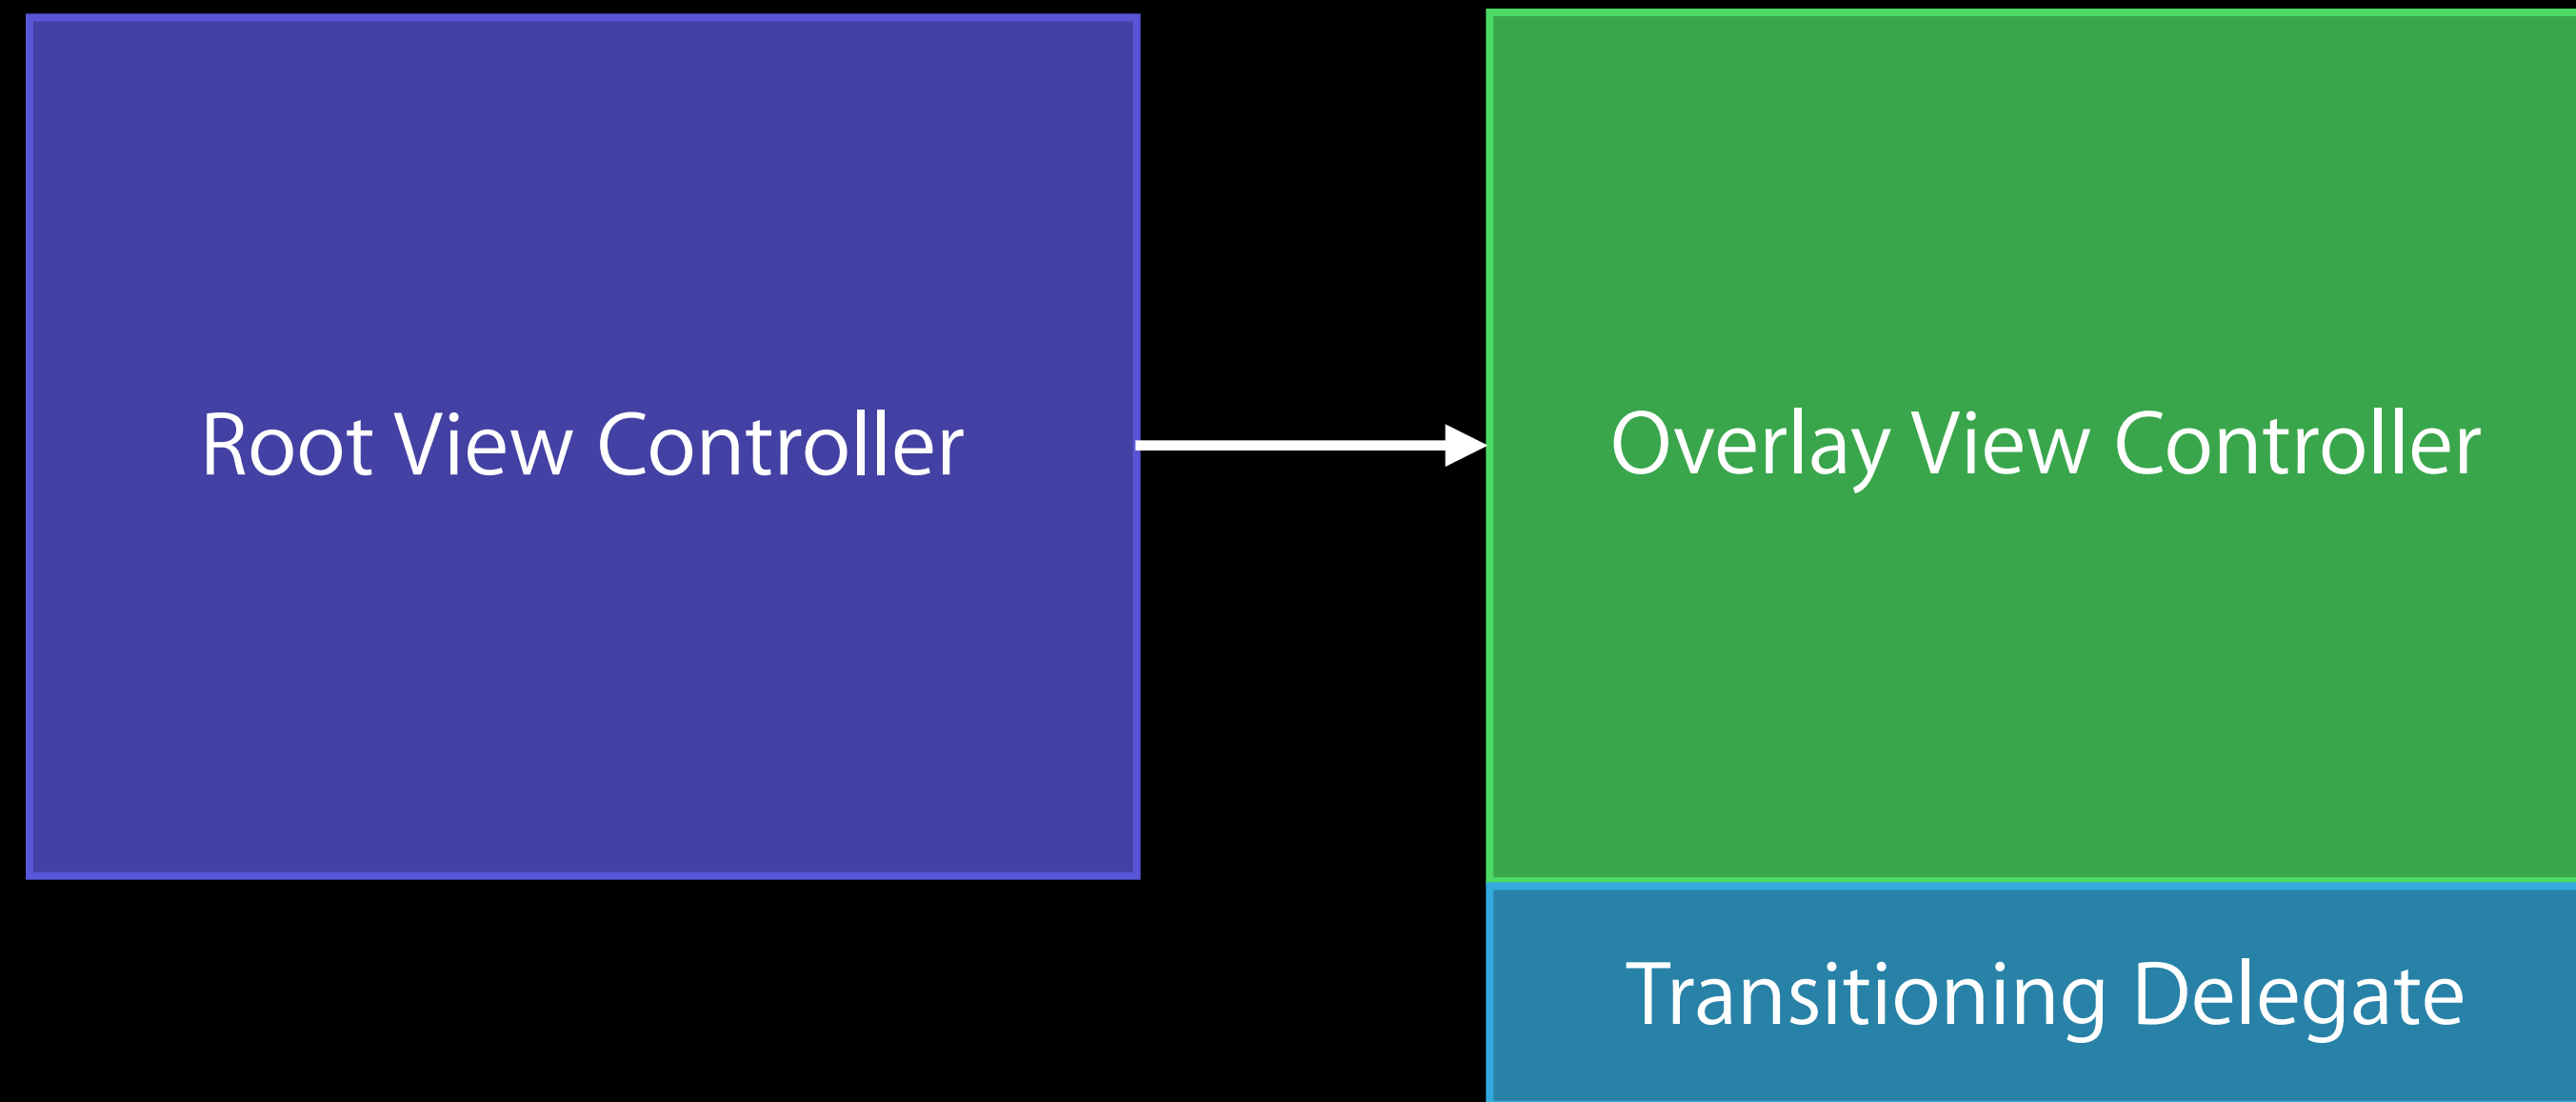 Root View Controller
Overlay View Controller
Transitioning Delegate